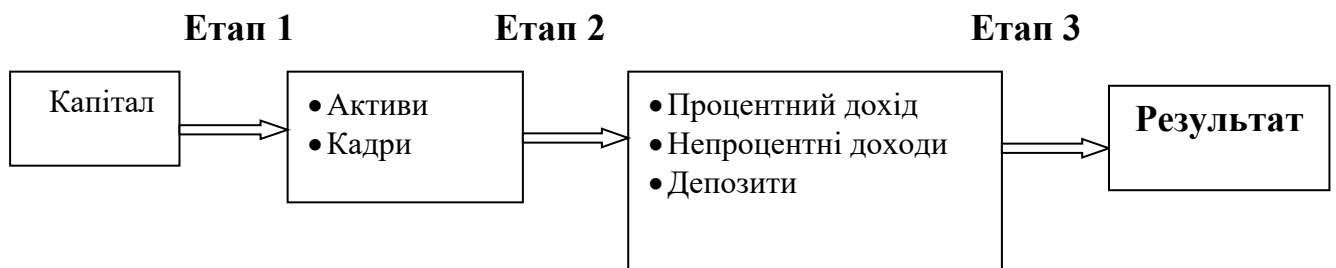 Етап 1
Етап 2
Етап 3
Капітал
• Активи
• Кадри
• Процентний дохід
• Непроцентні доходи
• Депозити
Результат